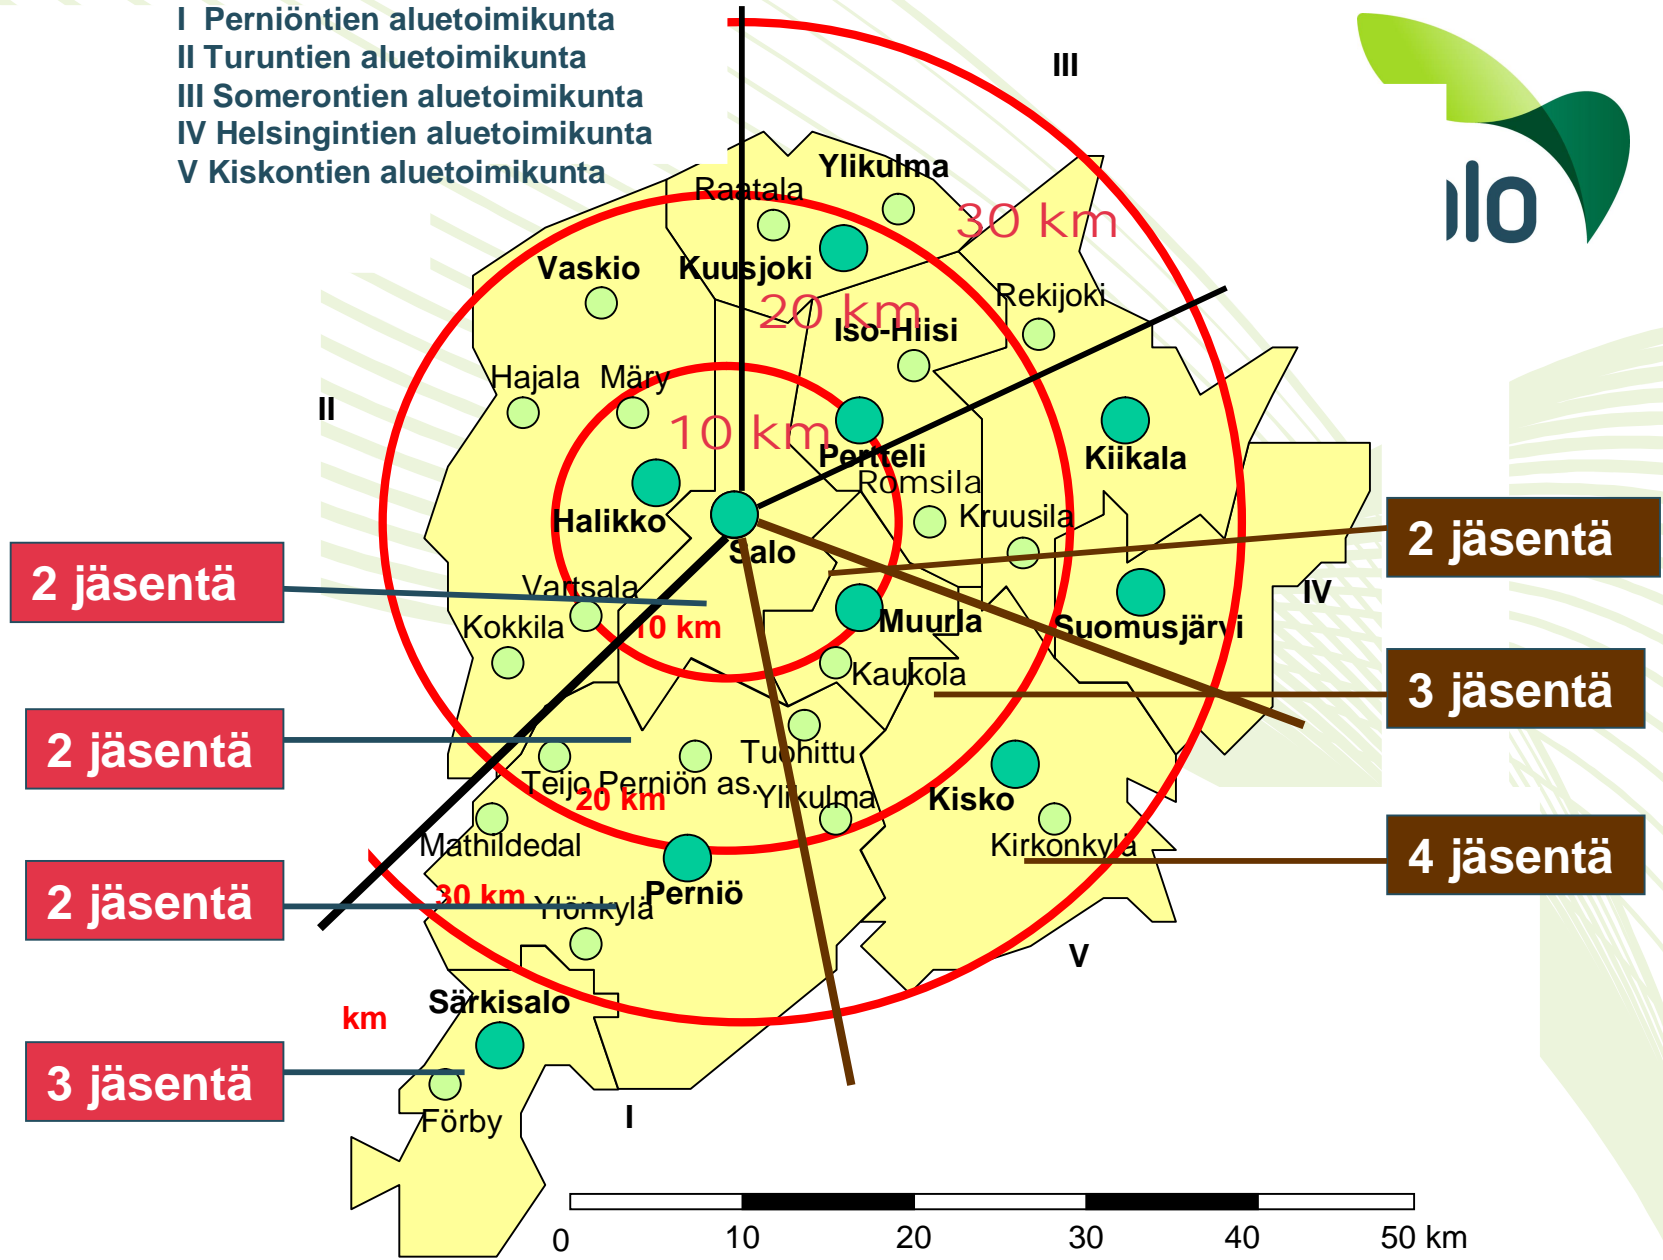 I Perniöntien aluetoimikunta
II Turuntien aluetoimikunta
III Somerontien aluetoimikunta
IV Helsingintien aluetoimikunta
V Kiskontien aluetoimikunta
III
Ylikulma
Raatala
30 km
alo
Vaskio
Kuusjoki
Rekijoki
20 km
Iso-Hiisi
Hajala
Märy
II
10 km
Pertteli
Kiikala
Romsila
Halikko
Kruusila
Salo
2 jäsentä
2 jäsentä
Vartsala
IV
Kokkila
10 km
Muurla
Suomusjärvi
Kaukola
3 jäsentä
2 jäsentä
Tuohittu
Teijo
Perniön as.
20 km
Ylikulma
Kisko
Mathildedal
Kirkonkylä
4 jäsentä
2 jäsentä
30 km
Ylönkylä
Perniö
V
Särkisalo
km
3 jäsentä
Förby
I
0
10
20
30
40
50 km